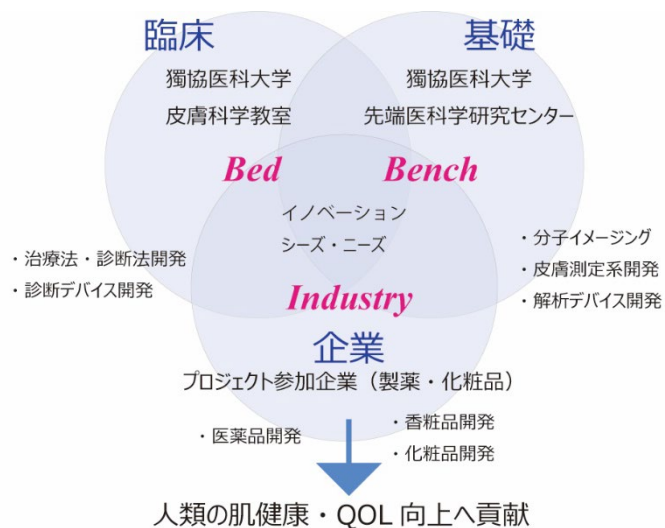 臨床
基礎
獨協医科大学
皮膚科学教室
獨協医科大学
先端医科学研究センター
Bed
Bench
イノベーション
シーズ・ニーズ
・治療法・診断法開発
・診断デバイス開発
・分子イメージング
・皮膚測定系開発
・解析デバイス開発
Industry
企業
プロジェクト参加企業（製薬・化粧品）
・医薬品開発
・香粧品開発
・化粧品開発
人類の肌健康・QOL 向上へ貢献